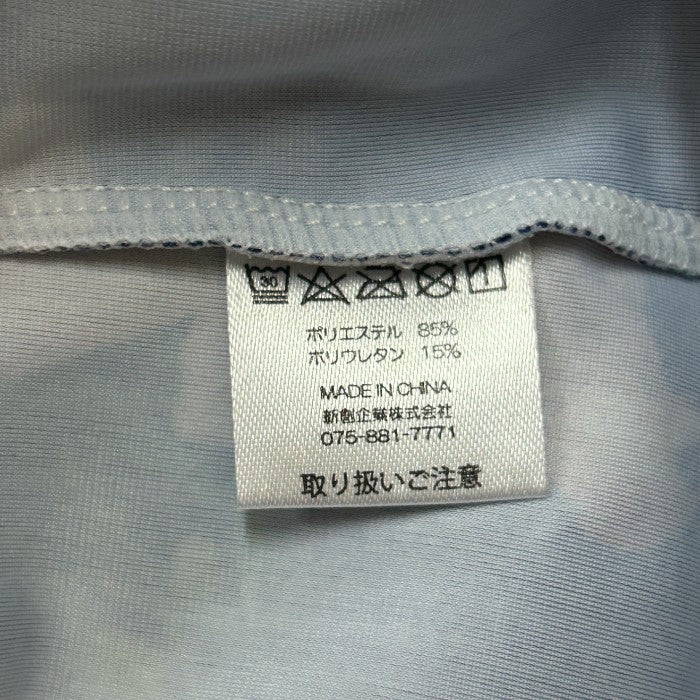 30
ポリエステル 85%
ポリウレタン 15%
MADE IN CHINA
新創企業株式会社
075-881-7771
取り扱いご注意